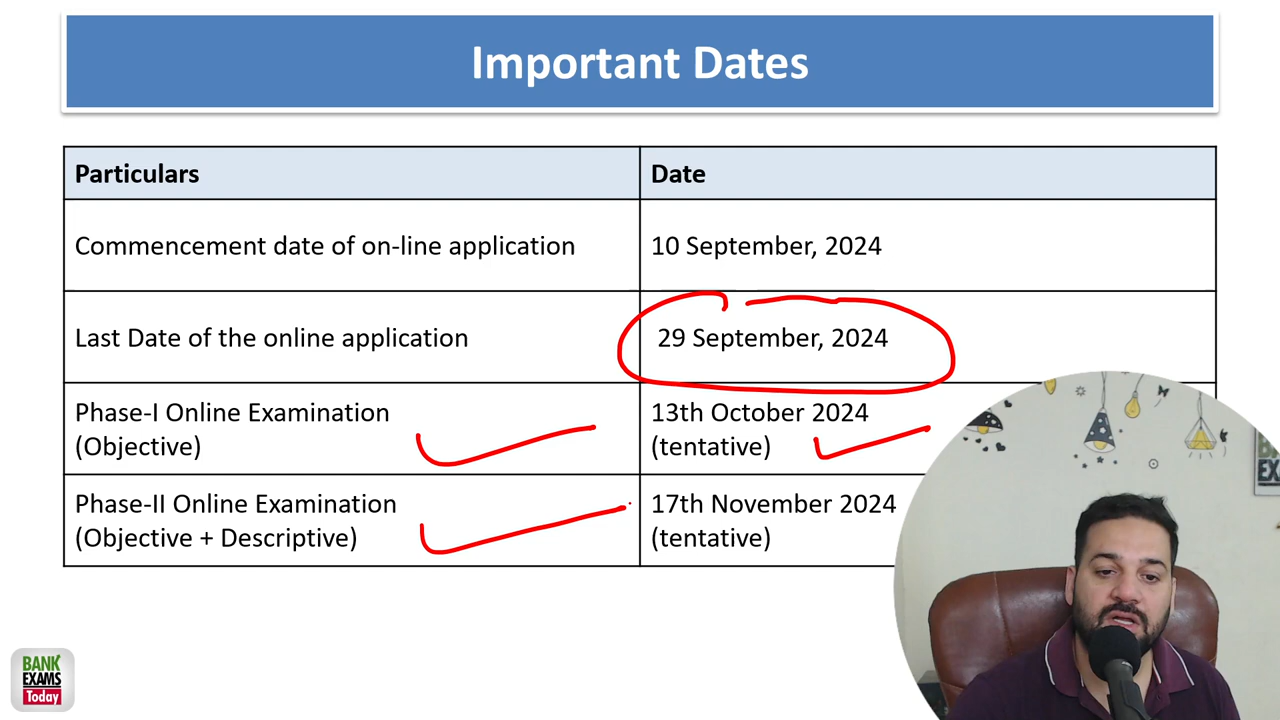 Important Dates
Particulars
Date
Commencement date of on-line application
10 September, 2024
Last Date of the online application
29 September, 2024
Phase-I Online Examination
(Objective)
13th October 2024
(tentative)
Phase-II Online Examination
(Objective + Descriptive)
17th November 2024
(tentative)
BANK
EXAMS
Today